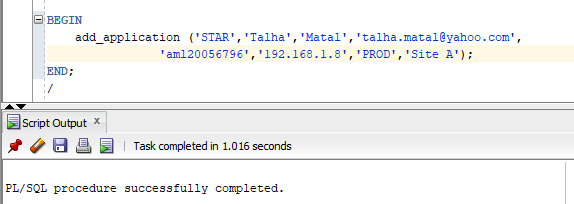 BEGIN
add_application ('STAR','Talha','Matal','talha.matal@yahoo.com',
'aml20056796','192.168.1.8','PROD','Site A');
END;
/
Script Output x
Task completed in 1.016 seconds
PL/SQL procedure successfully completed.